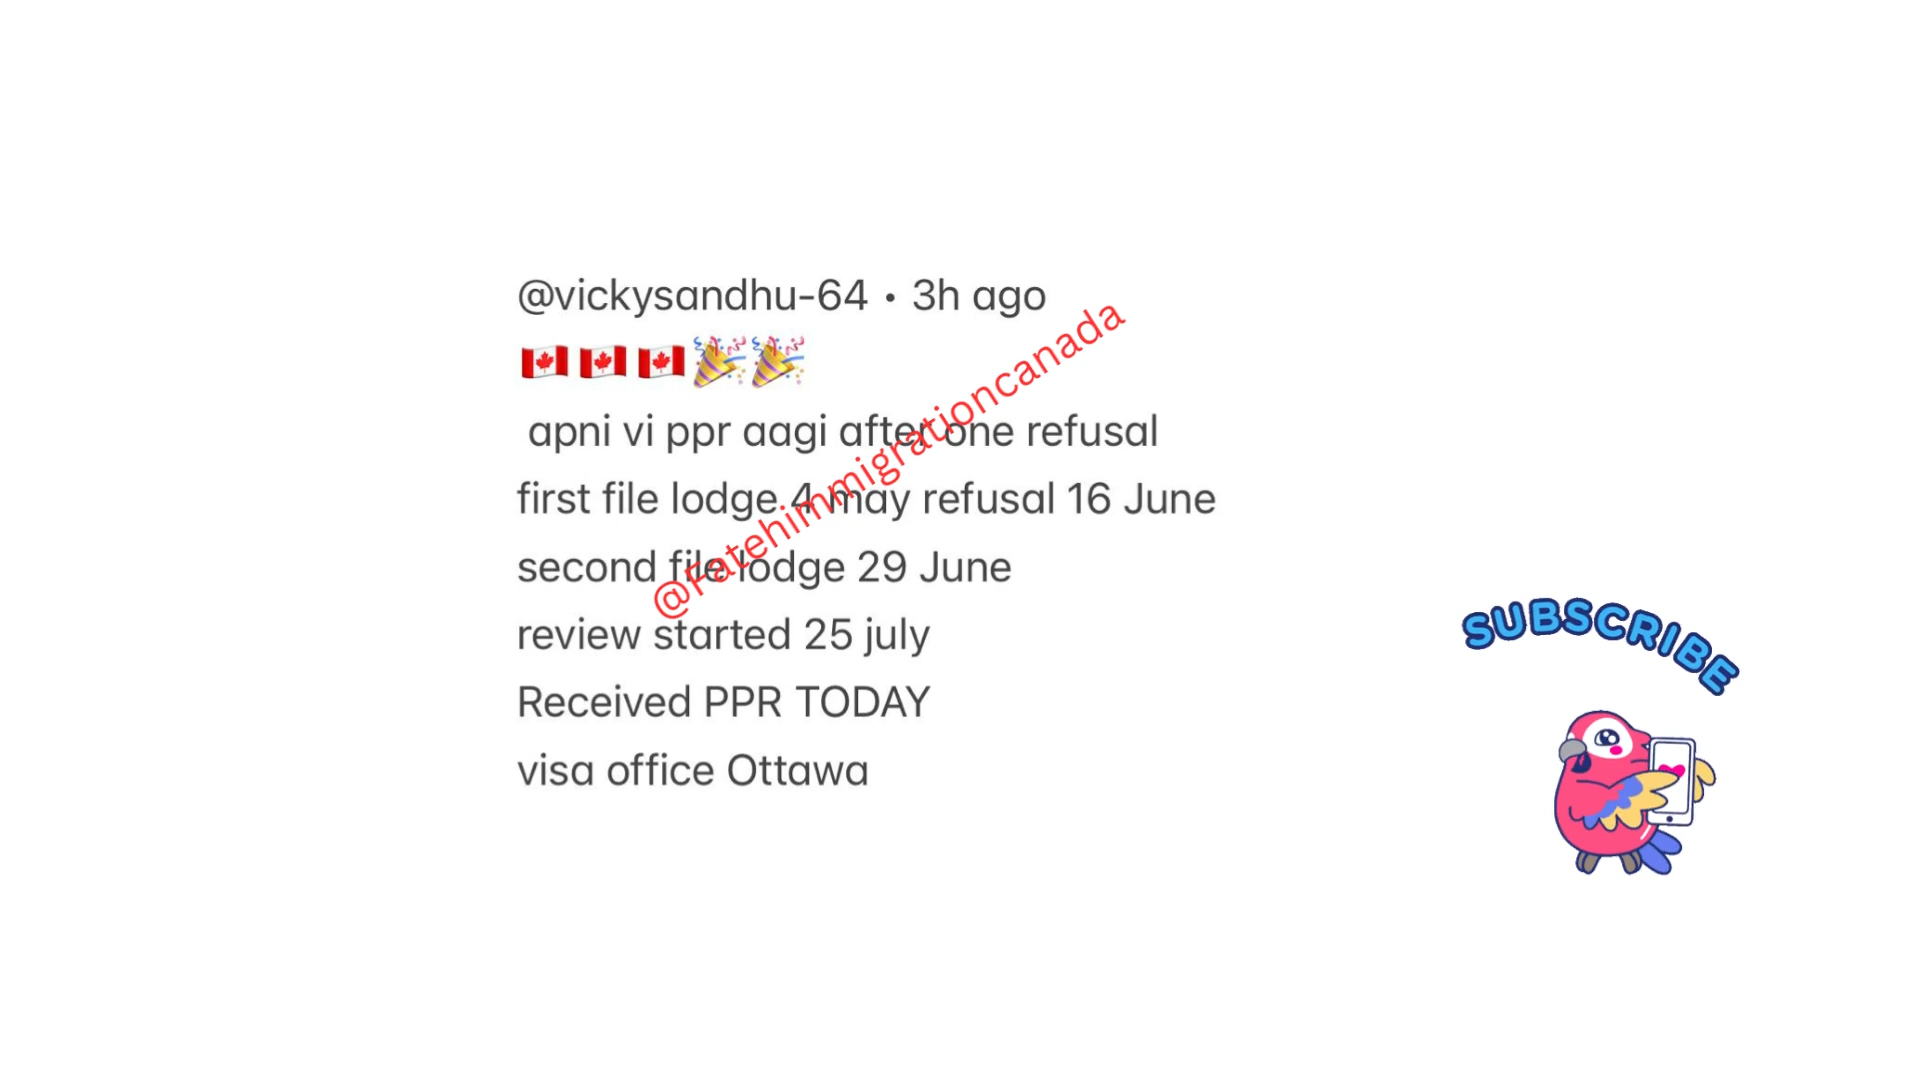 @vickysandhu-64 • 3h ago
🇨🇦🇨🇦🇨🇦🎉🎉
apni vi ppr aagi after one refusal
first file lodge 4 may refusal 16 June
second file lodge 29 June
review started 25 july
Received PPR TODAY
visa office Ottawa
@Fatehimmigrationcanada
SUBSCRIBE